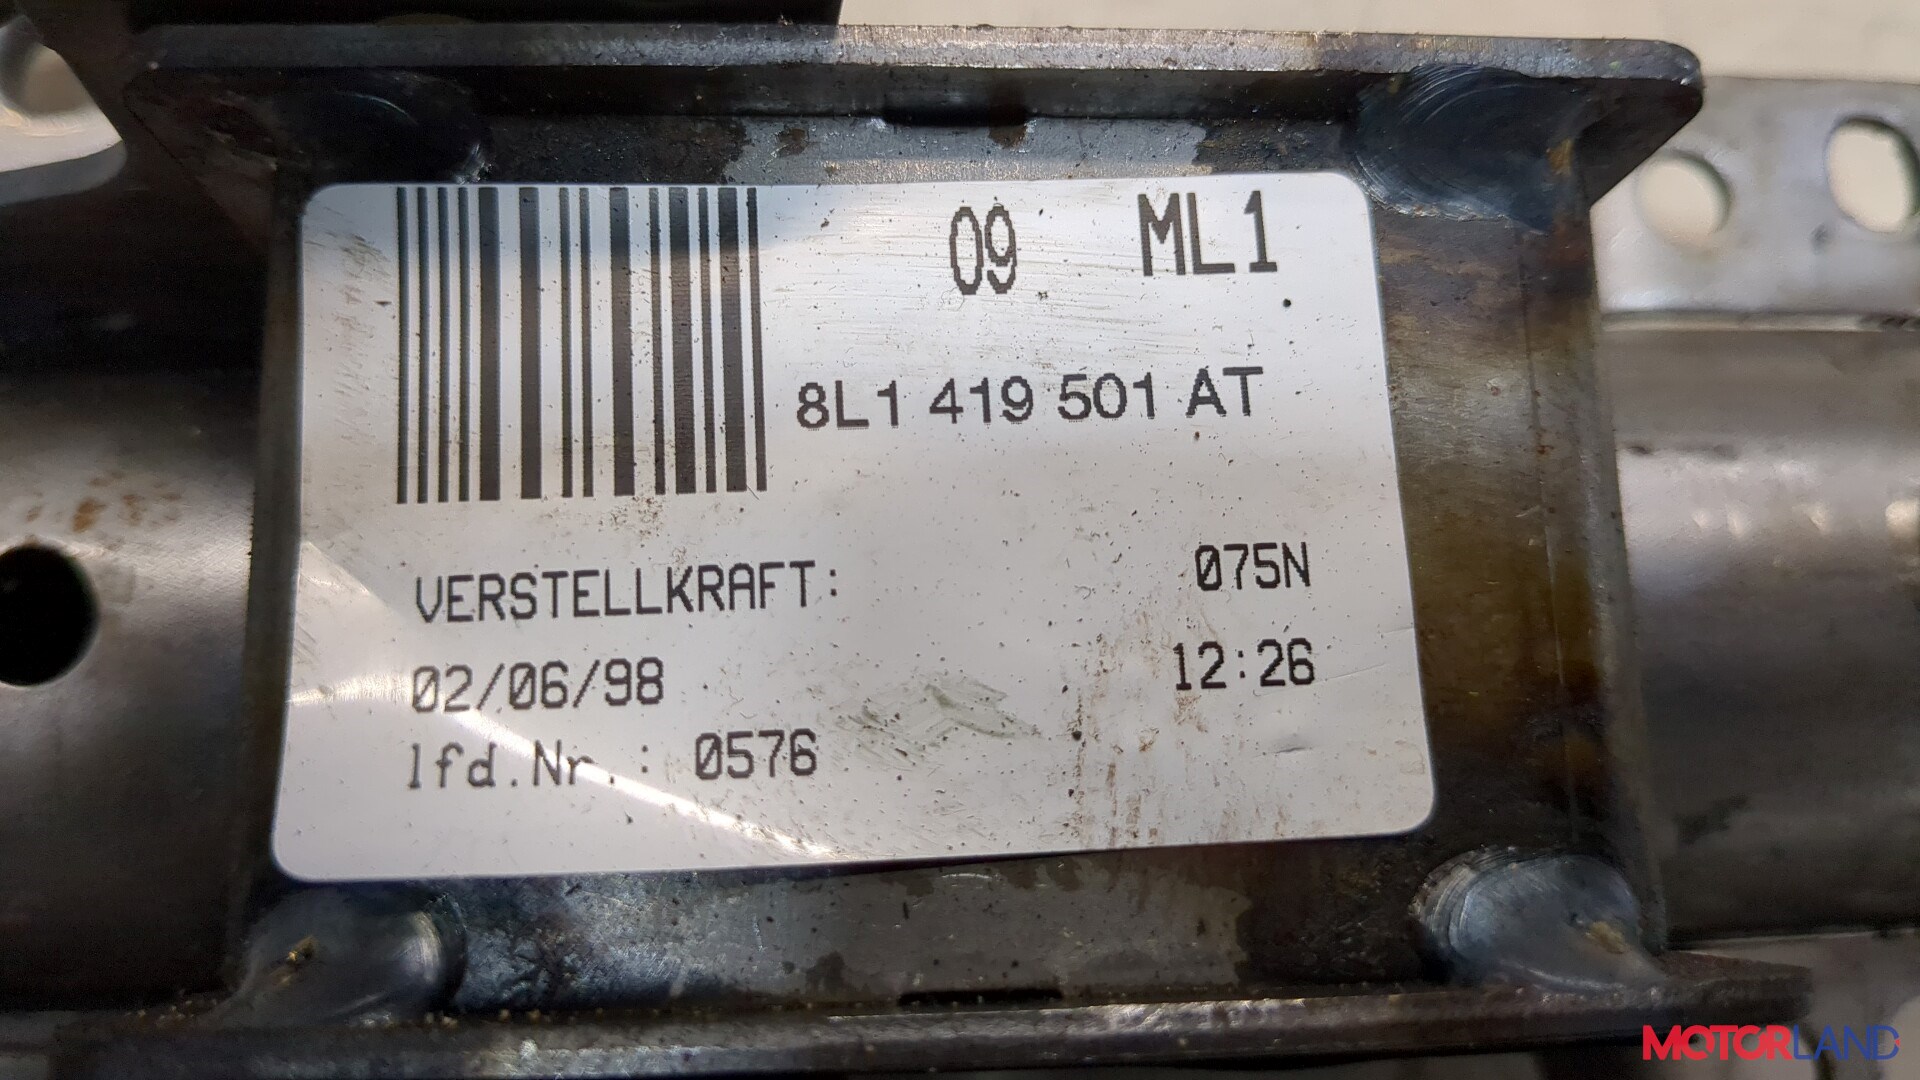 09 ML1
8L1 419 501 AT
VERSTELLKRAFT: 075N
02/06/98 12:26
lfd.Nr.: 0576
MOTORLAND